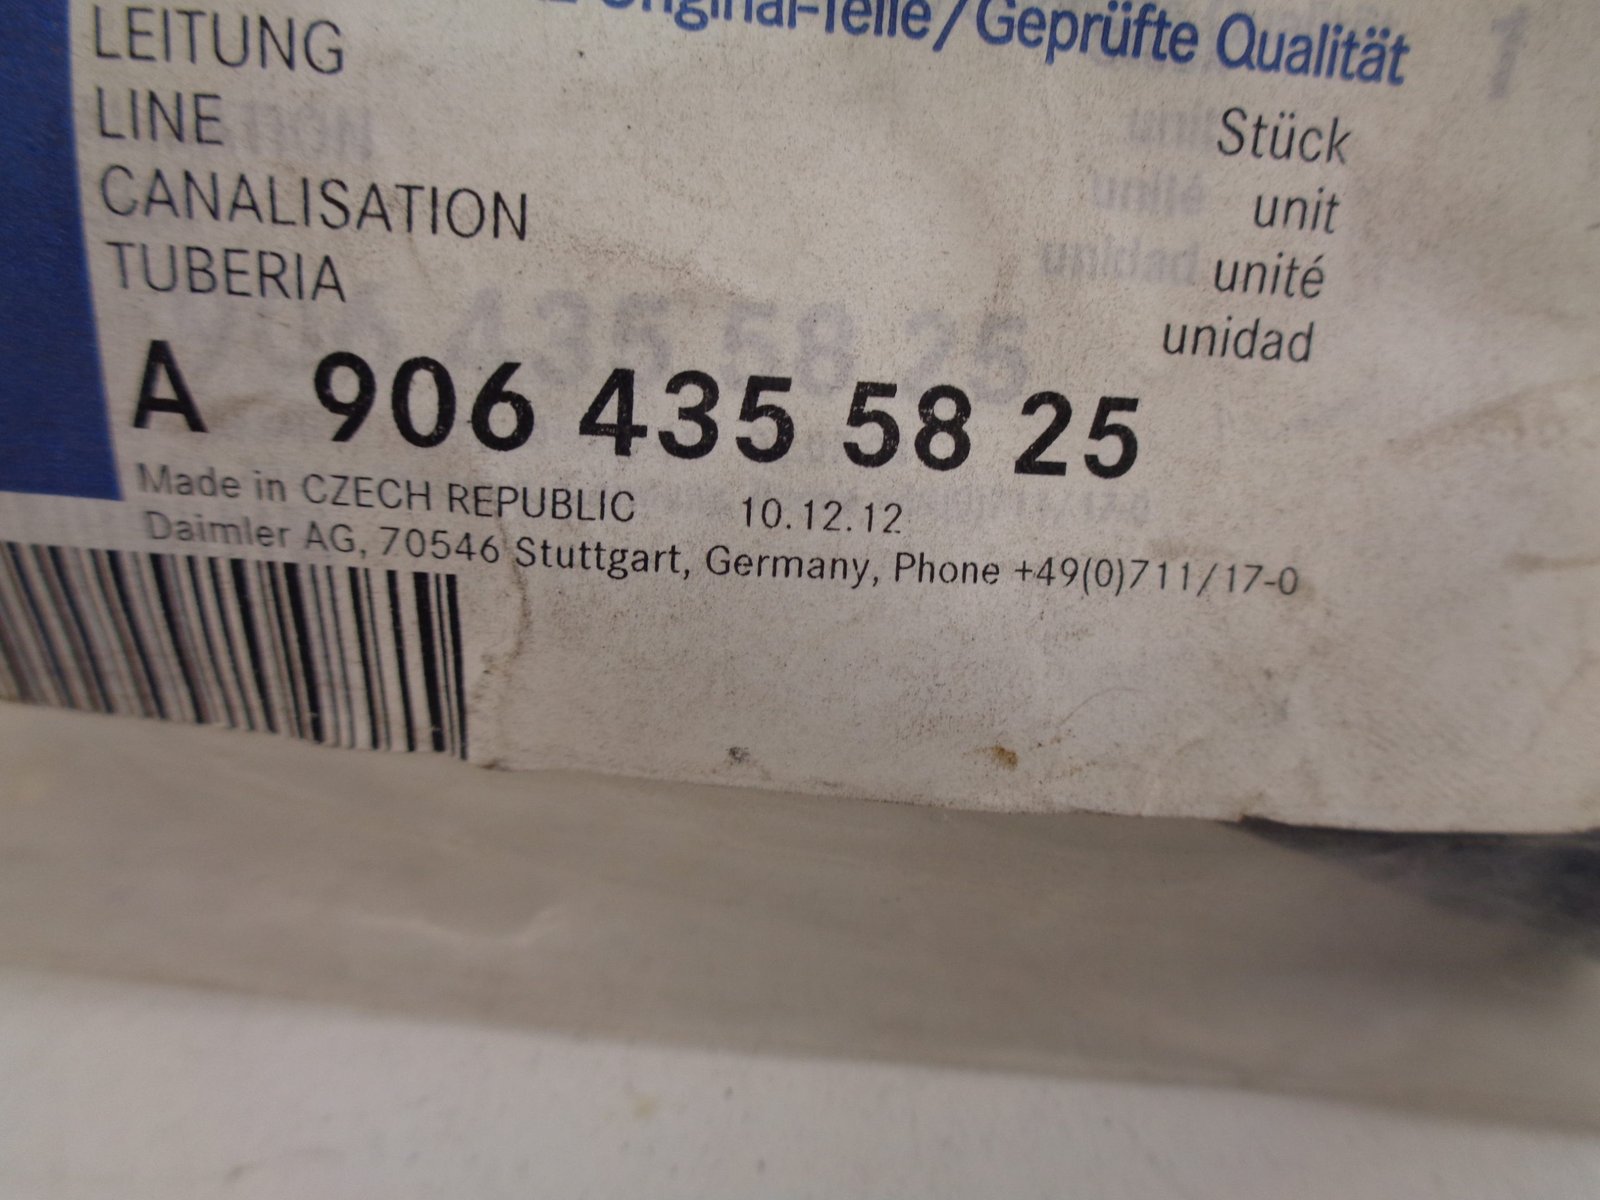 Original-Teile/Geprüfte Qualität
LEITUNG
LINE
CANALISATION
TUBERIA
Stück
unit
unité
unidad
1
A 906 435 58 25
Made in CZECH REPUBLIC 10.12.12
Daimler AG, 70546 Stuttgart, Germany, Phone +49(0)711/17-0